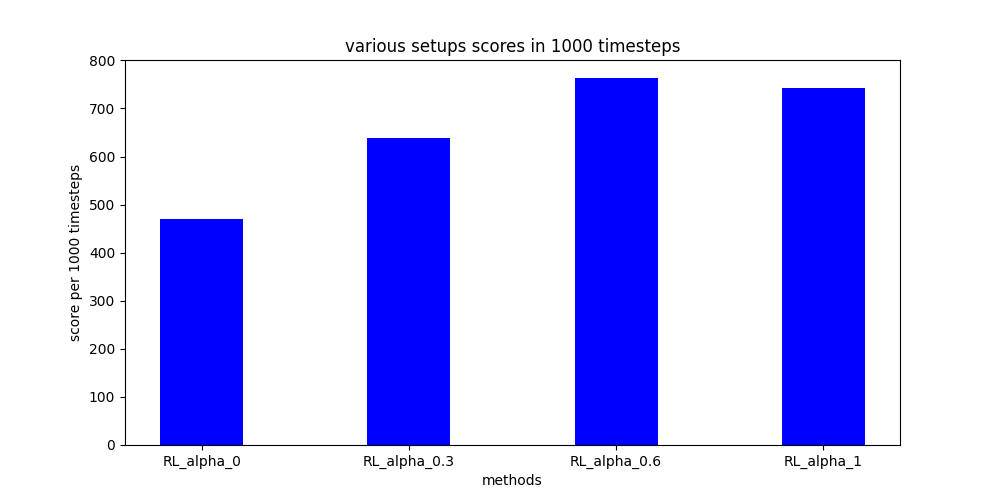 various setups scores in 1000 timesteps
800
700
600
500
400
300
200
100
0
score per 1000 timesteps
RL_alpha_0 RL_alpha_0.3 RL_alpha_0.6 RL_alpha_1
methods